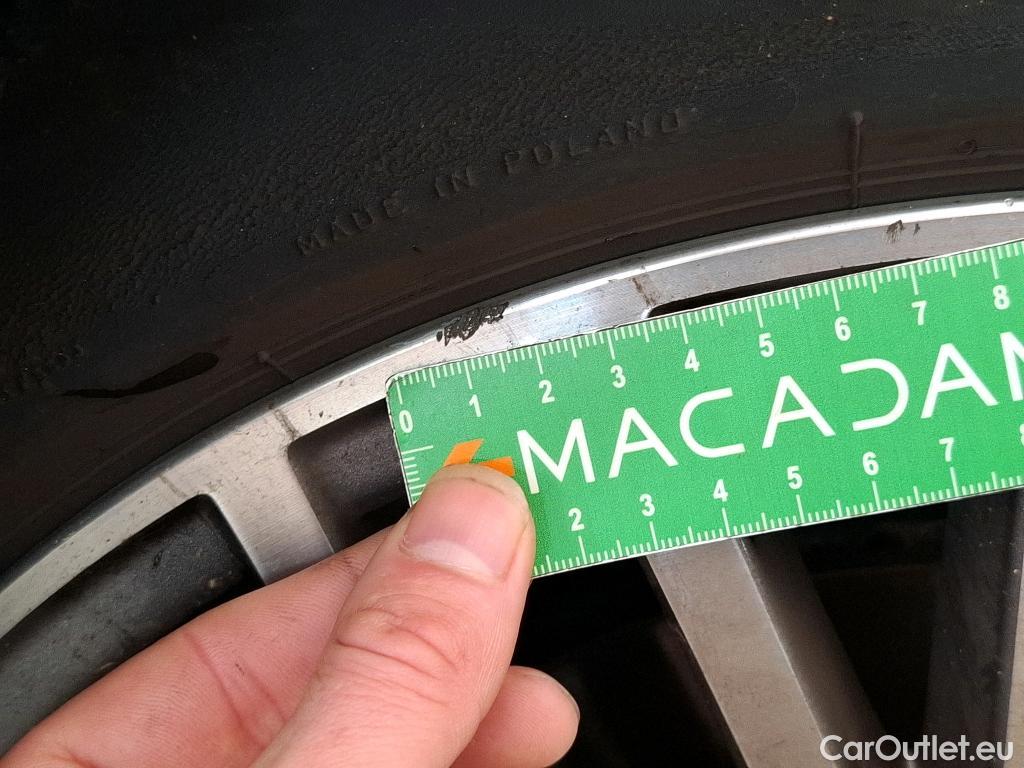 MADE IN POLAND
0 1 2 3 4 5 6 7 8
MACADAM
2 3 4 5 6 7
CarOutlet.eu